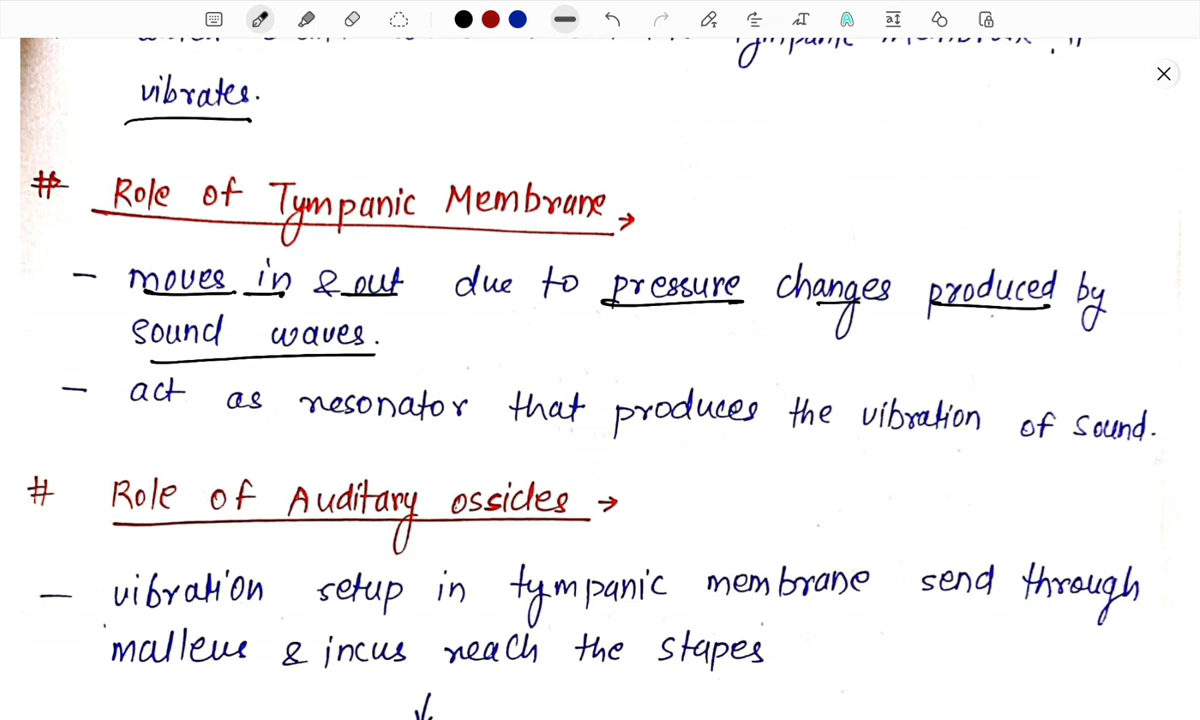 Tympanic
vibrates.
# Role of Tympanic Membrane →
- moves in & out due to pressure changes produced by
sound waves.
- act as resonator that produces the vibration of sound.
# Role of Auditary ossicles →
- vibration setup in tympanic membrane send through
malleus & incus reach the stapes
↓